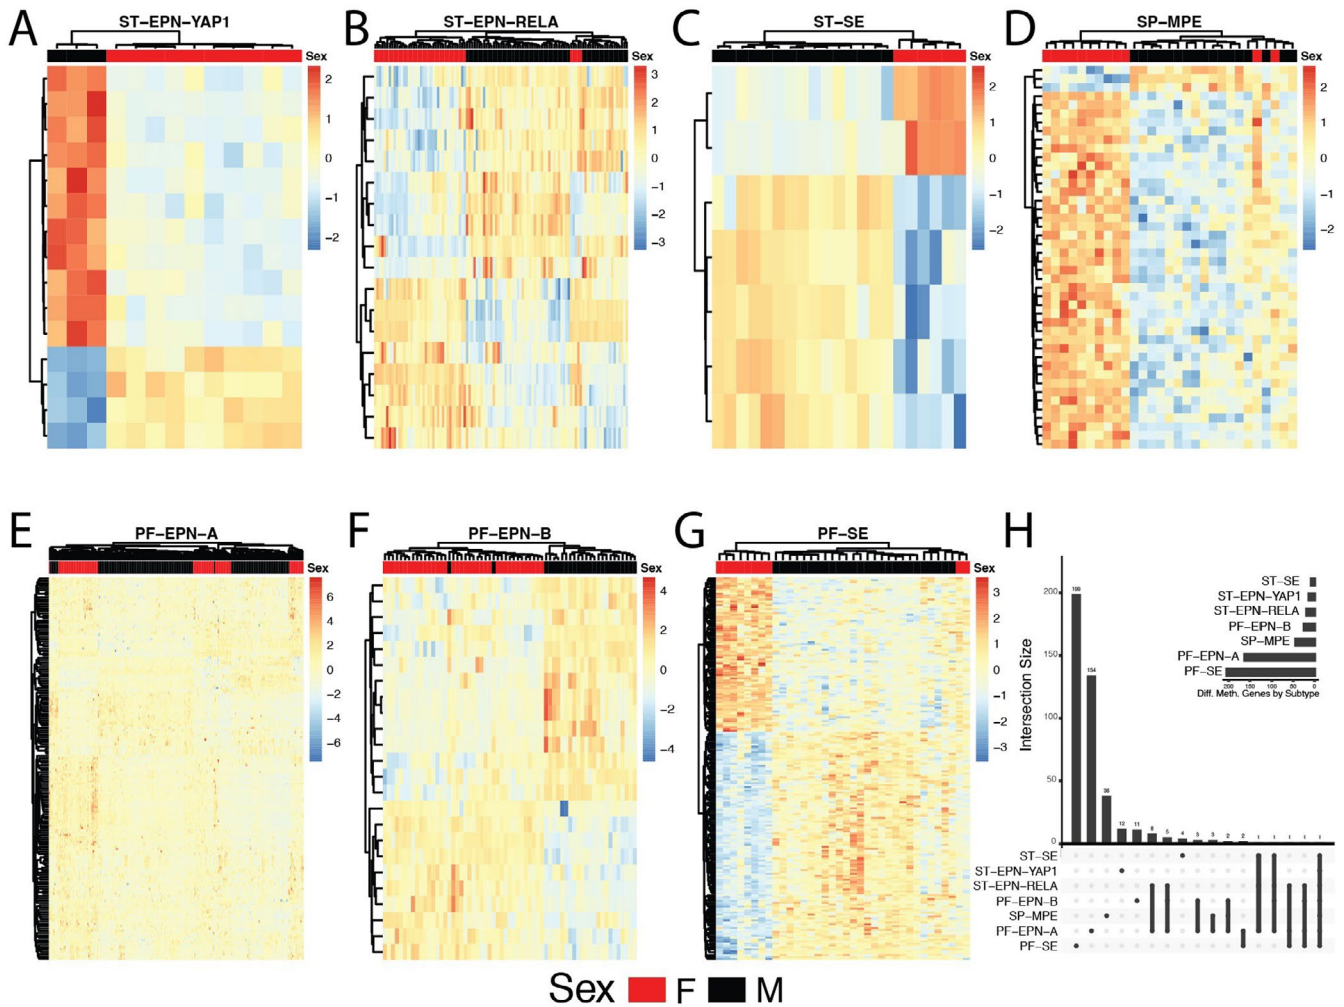 A
ST-EPN-YAP1
Sex
2
1
0
−1
−2
B
ST-EPN-RELA
Sex
3
2
1
0
−1
−2
−3
C
ST-SE
Sex
2
1
0
−1
−2
D
SP-MPE
Sex
2
1
0
−1
−2
E
PF-EPN-A
Sex
6
4
2
0
−2
−4
−6
F
PF-EPN-B
Sex
4
2
0
−2
−4
G
PF-SE
Sex
3
2
1
0
−1
−2
−3
H
Intersection Size
200
150
100
50
0
199
134
38
12
11
8
5
4
3
3
2
2
1
1
1
1
1
ST-SE
ST-EPN-YAP1
ST-EPN-RELA
PF-EPN-B
SP-MPE
PF-EPN-A
PF-SE
200 150 100 50 0
Diff. Meth. Genes by Subtype
ST-SE
ST-EPN-YAP1
ST-EPN-RELA
PF-EPN-B
SP-MPE
PF-EPN-A
PF-SE
Sex F M